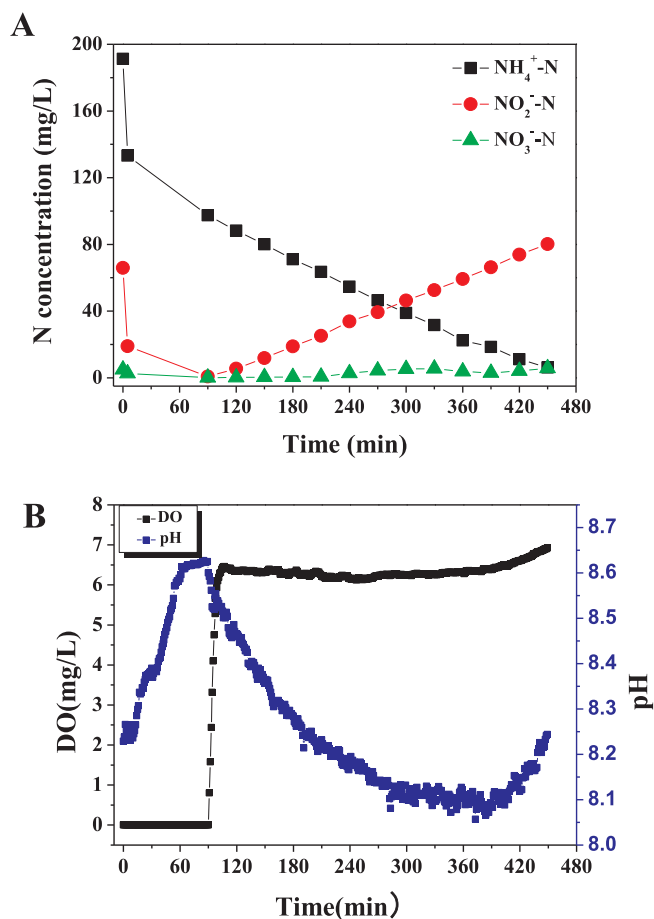 A
200
160
120
80
40
0
N concentration (mg/L)
NH₄⁺-N
NO₂⁻-N
NO₃⁻-N
0 60 120 180 240 300 360 420 480
Time (min)
B
DO
pH
8
7
6
5
4
3
2
1
0
DO(mg/L)
8.7
8.6
8.5
8.4
8.3
8.2
8.1
8.0
pH
0 60 120 180 240 300 360 420 480
Time(min)